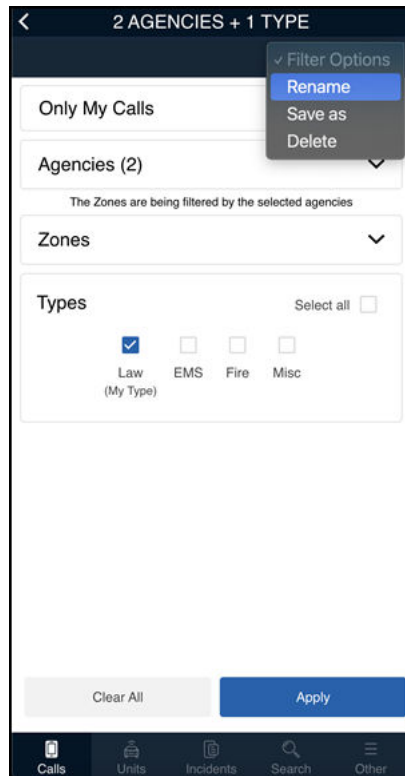 2 AGENCIES + 1 TYPE
✓ Filter Options
Rename
Save as
Delete
Only My Calls
Agencies (2)
The Zones are being filtered by the selected agencies
Zones
Types
Select all
Law EMS Fire Misc
(My Type)
Clear All Apply
Calls Units Incidents Search Other